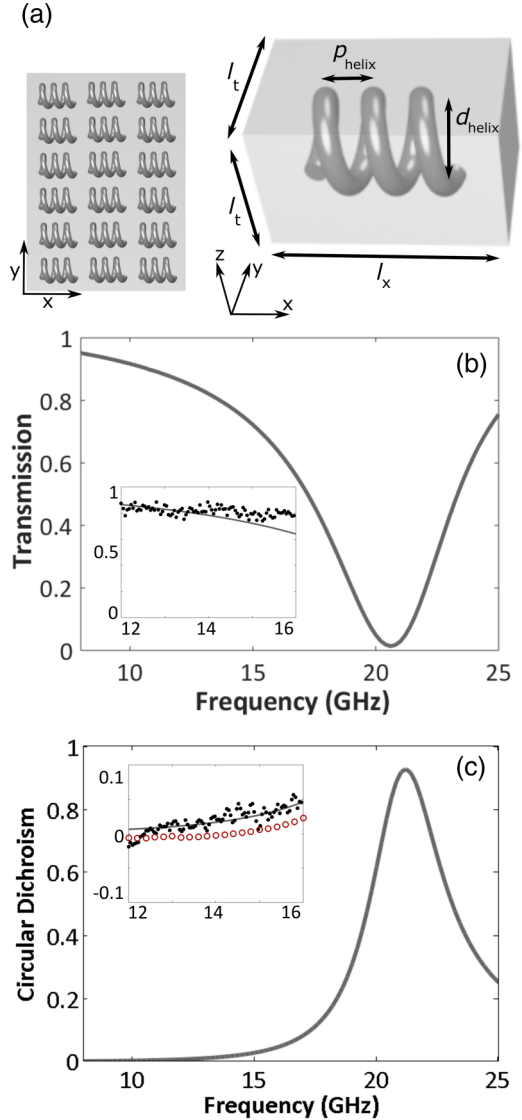 (a)
y
x
l_t
l_t
p_helix
d_helix
l_x
z
y
x
(b)
Transmission
1
0.8
0.6
0.4
0.2
0
1
0.5
0
12 14 16
10 15 20 25
Frequency (GHz)
(c)
Circular Dichroism
1
0.8
0.6
0.4
0.2
0
0.1
0
-0.1
12 14 16
10 15 20 25
Frequency (GHz)